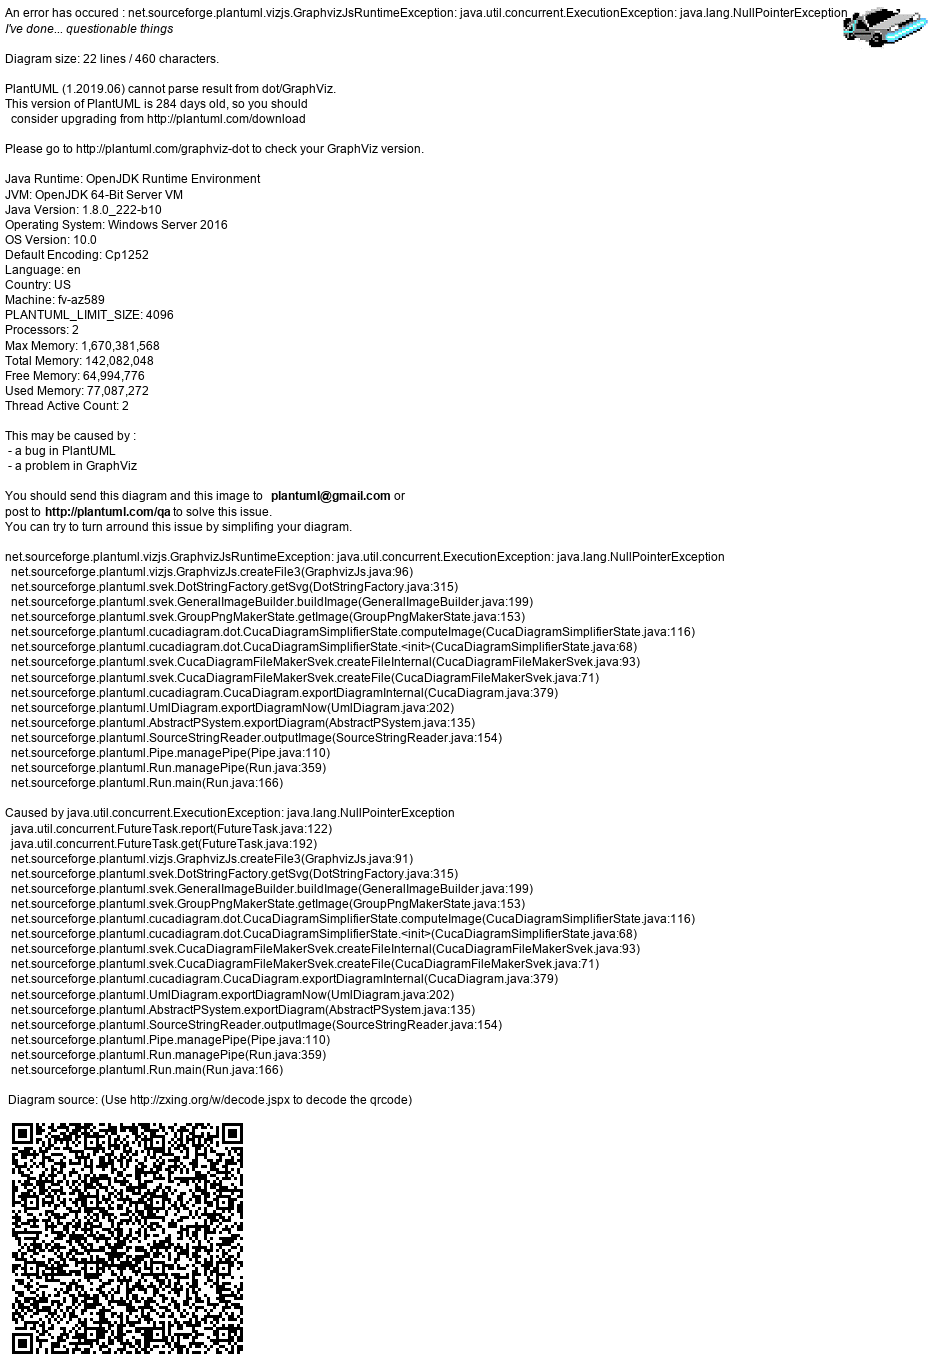 An error has occured : net.sourceforge.plantuml.vizjs.GraphvizJsRuntimeException: java.util.concurrent.ExecutionException: java.lang.NullPointerException
I've done... questionable things
Diagram size: 22 lines / 460 characters.
PlantUML (1.2019.06) cannot parse result from dot/GraphViz.
This version of PlantUML is 284 days old, so you should
consider upgrading from http://plantuml.com/download
Please go to http://plantuml.com/graphviz-dot to check your GraphViz version.
Java Runtime: OpenJDK Runtime Environment
JVM: OpenJDK 64-Bit Server VM
Java Version: 1.8.0_222-b10
Operating System: Windows Server 2016
OS Version: 10.0
Default Encoding: Cp1252
Language: en
Country: US
Machine: fv-az589
PLANTUML_LIMIT_SIZE: 4096
Processors: 2
Max Memory: 1,670,381,568
Total Memory: 142,082,048
Free Memory: 64,994,776
Used Memory: 77,087,272
Thread Active Count: 2
This may be caused by :
- a bug in PlantUML
- a problem in GraphViz
You should send this diagram and this image to plantuml@gmail.com or
post to http://plantuml.com/qa to solve this issue.
You can try to turn arround this issue by simplifing your diagram.
net.sourceforge.plantuml.vizjs.GraphvizJsRuntimeException: java.util.concurrent.ExecutionException: java.lang.NullPointerException
net.sourceforge.plantuml.vizjs.GraphvizJs.createFile3(GraphvizJs.java:96)
net.sourceforge.plantuml.svek.DotStringFactory.getSvg(DotStringFactory.java:315)
net.sourceforge.plantuml.svek.GeneralImageBuilder.buildImage(GeneralImageBuilder.java:199)
net.sourceforge.plantuml.svek.GroupPngMakerState.getImage(GroupPngMakerState.java:153)
net.sourceforge.plantuml.cucadiagram.dot.CucaDiagramSimplifierState.computeImage(CucaDiagramSimplifierState.java:116)
net.sourceforge.plantuml.cucadiagram.dot.CucaDiagramSimplifierState.<init>(CucaDiagramSimplifierState.java:68)
net.sourceforge.plantuml.svek.CucaDiagramFileMakerSvek.createFileInternal(CucaDiagramFileMakerSvek.java:93)
net.sourceforge.plantuml.svek.CucaDiagramFileMakerSvek.createFile(CucaDiagramFileMakerSvek.java:71)
net.sourceforge.plantuml.cucadiagram.CucaDiagram.exportDiagramInternal(CucaDiagram.java:379)
net.sourceforge.plantuml.UmlDiagram.exportDiagramNow(UmlDiagram.java:202)
net.sourceforge.plantuml.AbstractPSystem.exportDiagram(AbstractPSystem.java:135)
net.sourceforge.plantuml.SourceStringReader.outputImage(SourceStringReader.java:154)
net.sourceforge.plantuml.Pipe.managePipe(Pipe.java:110)
net.sourceforge.plantuml.Run.managePipe(Run.java:359)
net.sourceforge.plantuml.Run.main(Run.java:166)
Caused by java.util.concurrent.ExecutionException: java.lang.NullPointerException
java.util.concurrent.FutureTask.report(FutureTask.java:122)
java.util.concurrent.FutureTask.get(FutureTask.java:192)
net.sourceforge.plantuml.vizjs.GraphvizJs.createFile3(GraphvizJs.java:91)
net.sourceforge.plantuml.svek.DotStringFactory.getSvg(DotStringFactory.java:315)
net.sourceforge.plantuml.svek.GeneralImageBuilder.buildImage(GeneralImageBuilder.java:199)
net.sourceforge.plantuml.svek.GroupPngMakerState.getImage(GroupPngMakerState.java:153)
net.sourceforge.plantuml.cucadiagram.dot.CucaDiagramSimplifierState.computeImage(CucaDiagramSimplifierState.java:116)
net.sourceforge.plantuml.cucadiagram.dot.CucaDiagramSimplifierState.<init>(CucaDiagramSimplifierState.java:68)
net.sourceforge.plantuml.svek.CucaDiagramFileMakerSvek.createFileInternal(CucaDiagramFileMakerSvek.java:93)
net.sourceforge.plantuml.svek.CucaDiagramFileMakerSvek.createFile(CucaDiagramFileMakerSvek.java:71)
net.sourceforge.plantuml.cucadiagram.CucaDiagram.exportDiagramInternal(CucaDiagram.java:379)
net.sourceforge.plantuml.UmlDiagram.exportDiagramNow(UmlDiagram.java:202)
net.sourceforge.plantuml.AbstractPSystem.exportDiagram(AbstractPSystem.java:135)
net.sourceforge.plantuml.SourceStringReader.outputImage(SourceStringReader.java:154)
net.sourceforge.plantuml.Pipe.managePipe(Pipe.java:110)
net.sourceforge.plantuml.Run.managePipe(Run.java:359)
net.sourceforge.plantuml.Run.main(Run.java:166)
Diagram source: (Use http://zxing.org/w/decode.jspx to decode the qrcode)